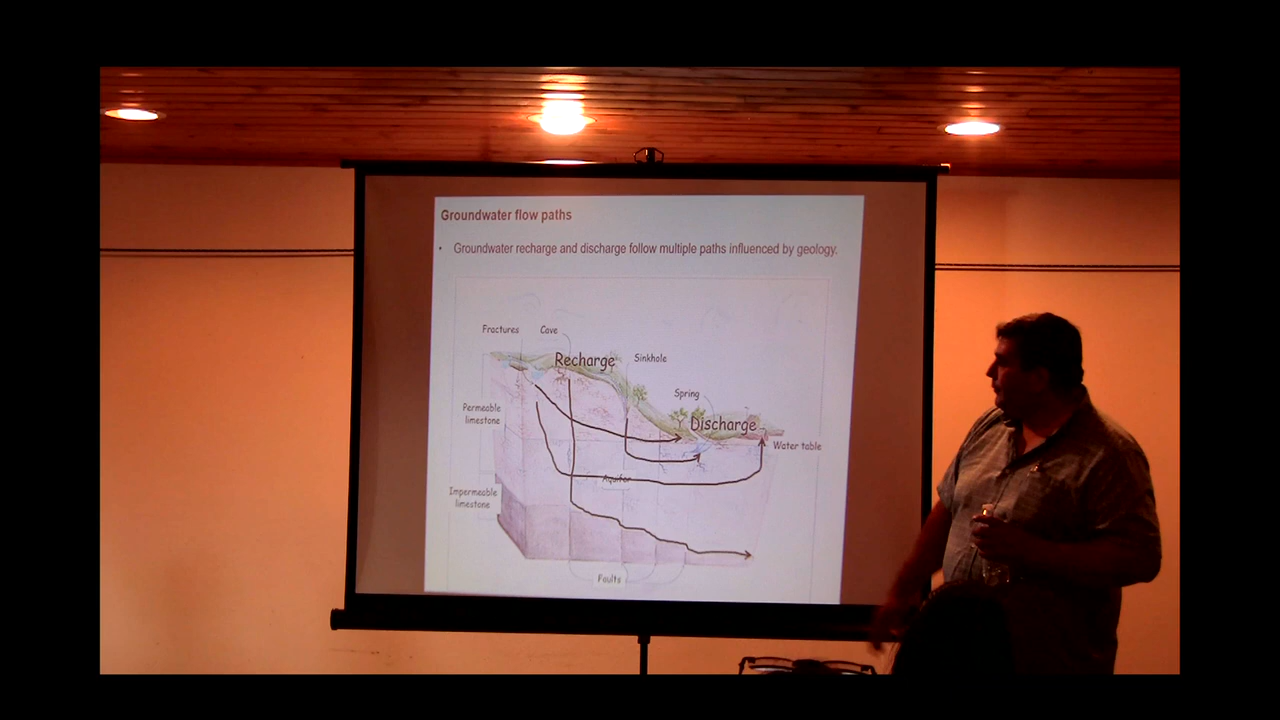 Groundwater flow paths
• Groundwater recharge and discharge follow multiple paths influenced by geology.
Fractures
Cave
Recharge
Sinkhole
Spring
Permeable
limestone
Discharge
Water table
Aquifer
Impermeable
limestone
Faults